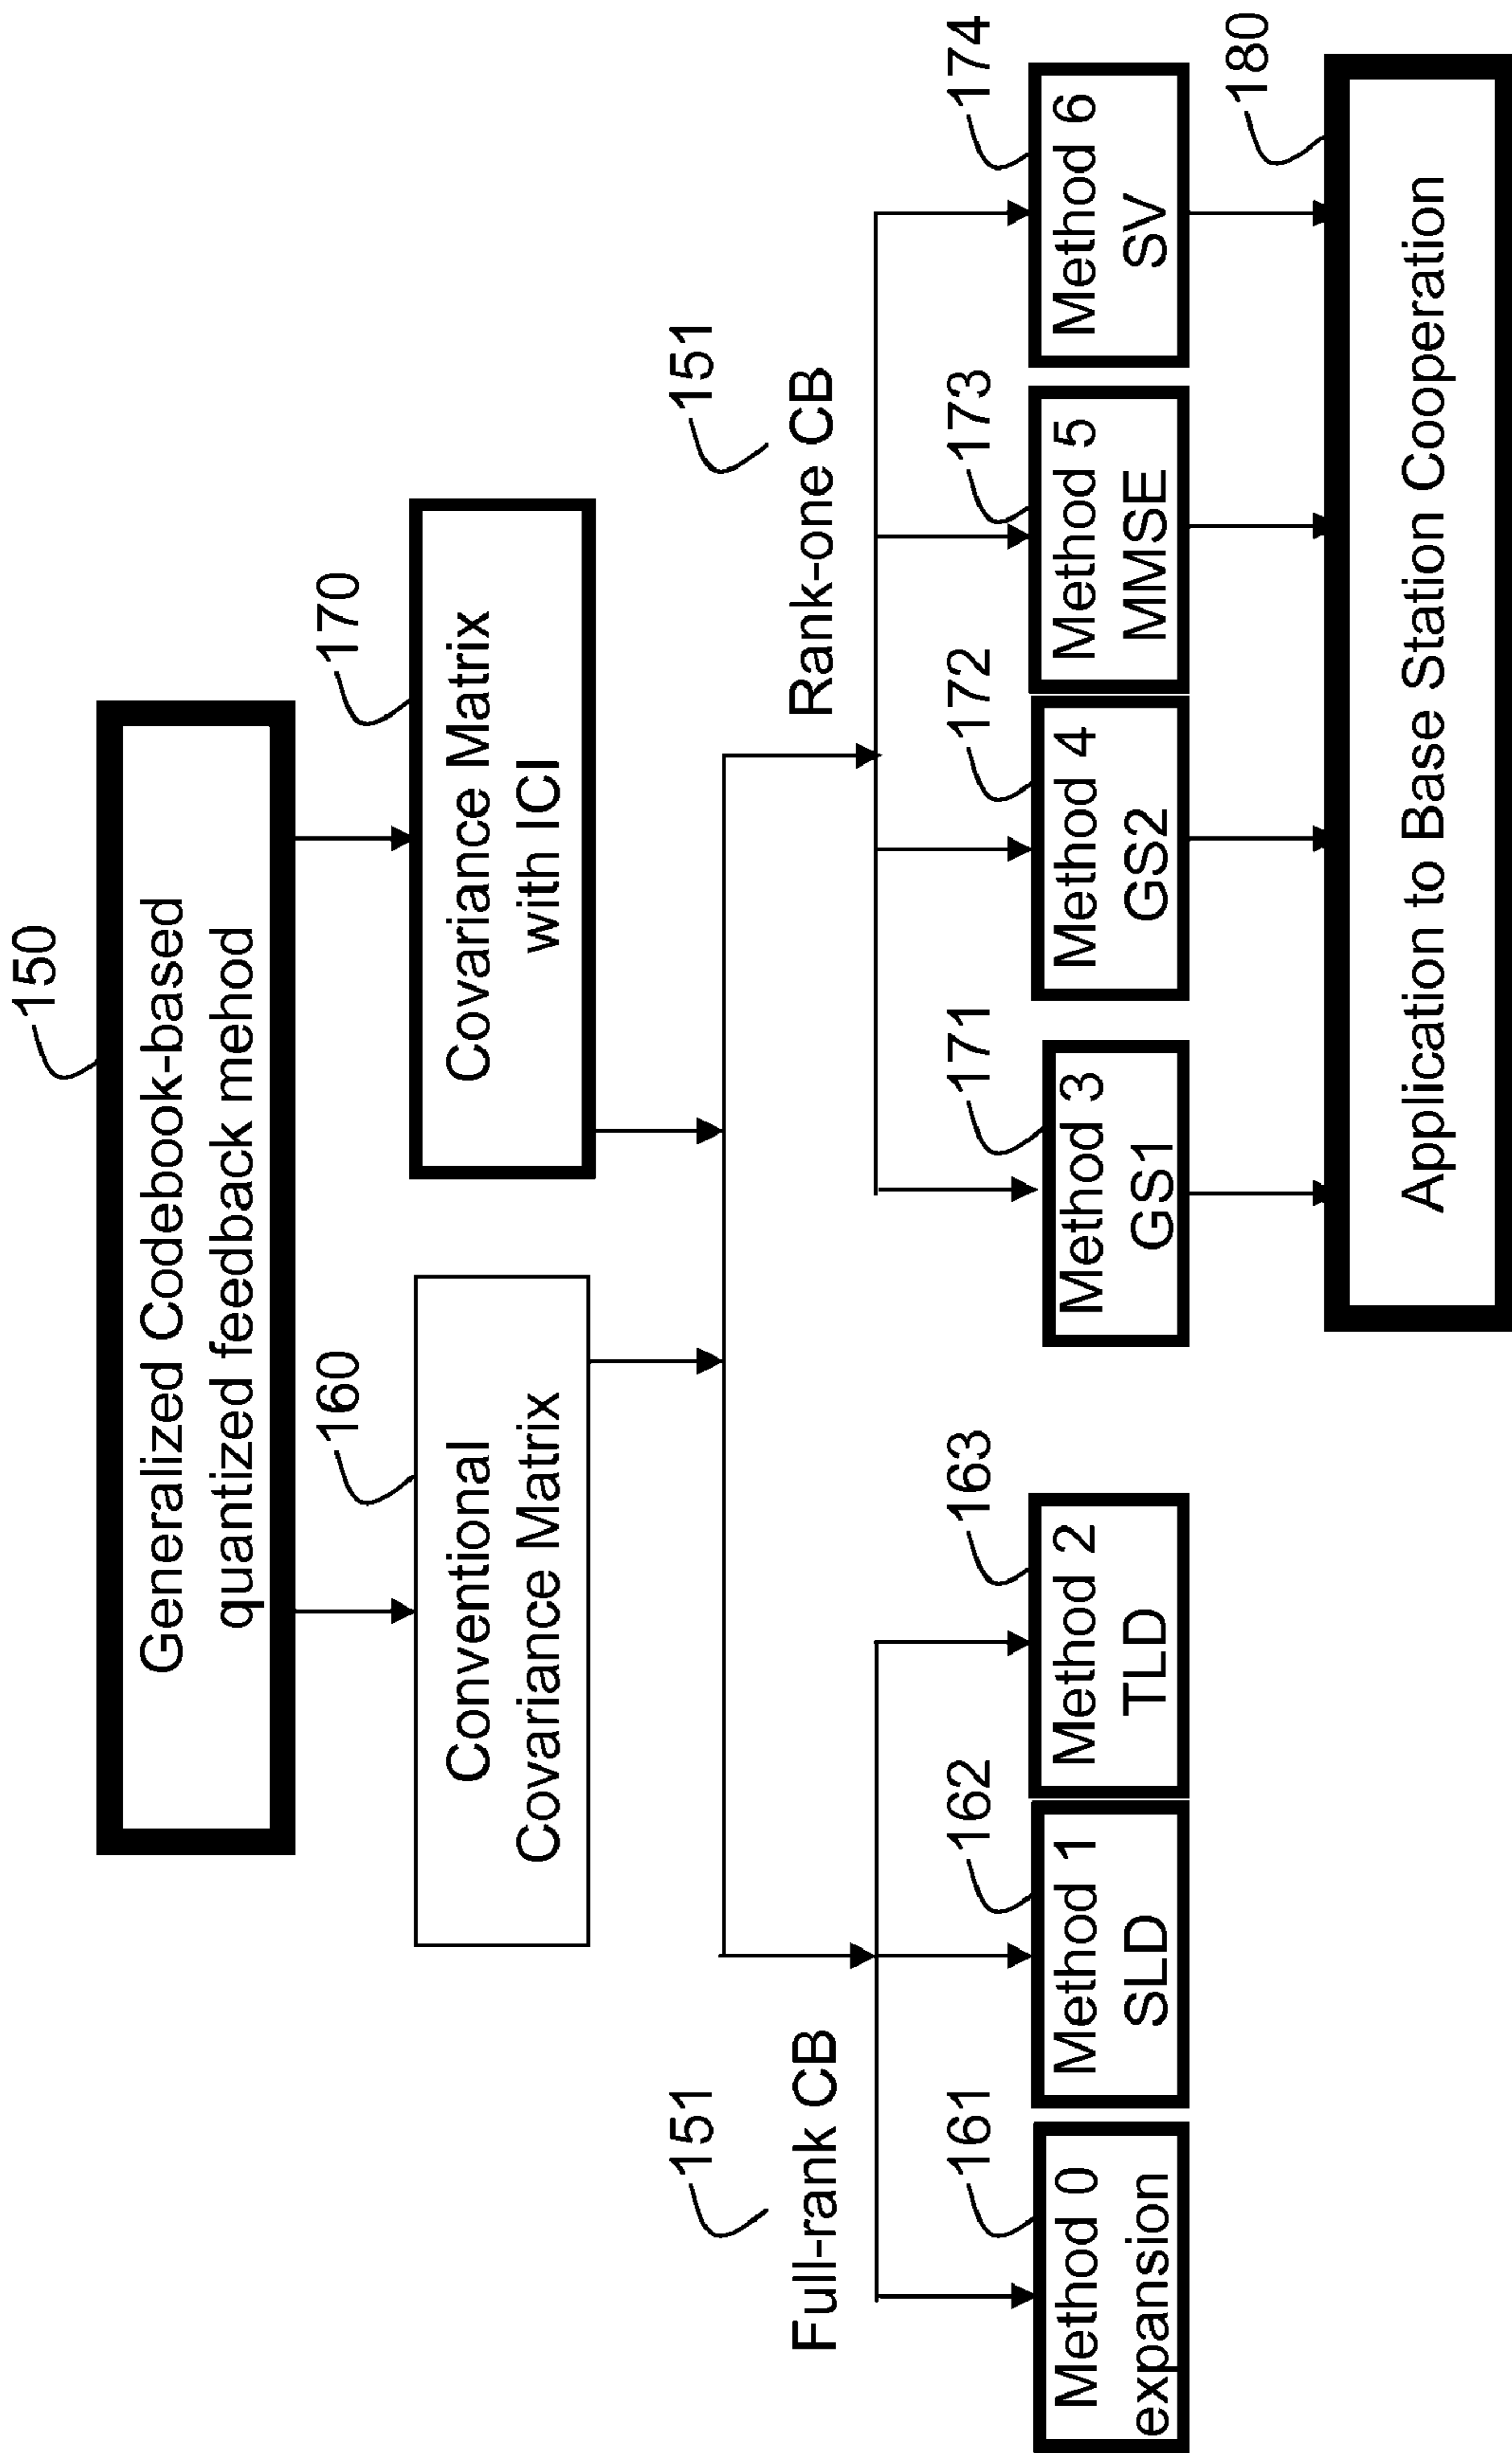 150
Generalized Codebook-based
quantized feedback mehod
160
Conventional
Covariance Matrix
170
Covariance Matrix
with ICI
151
Full-rank CB
151
Rank-one CB
161
Method 0
expansion
162
Method 1
SLD
163
Method 2
TLD
171
Method 3
GS1
172
Method 4
GS2
173
Method 5
MMSE
174
Method 6
SV
180
Application to Base Station Cooperation